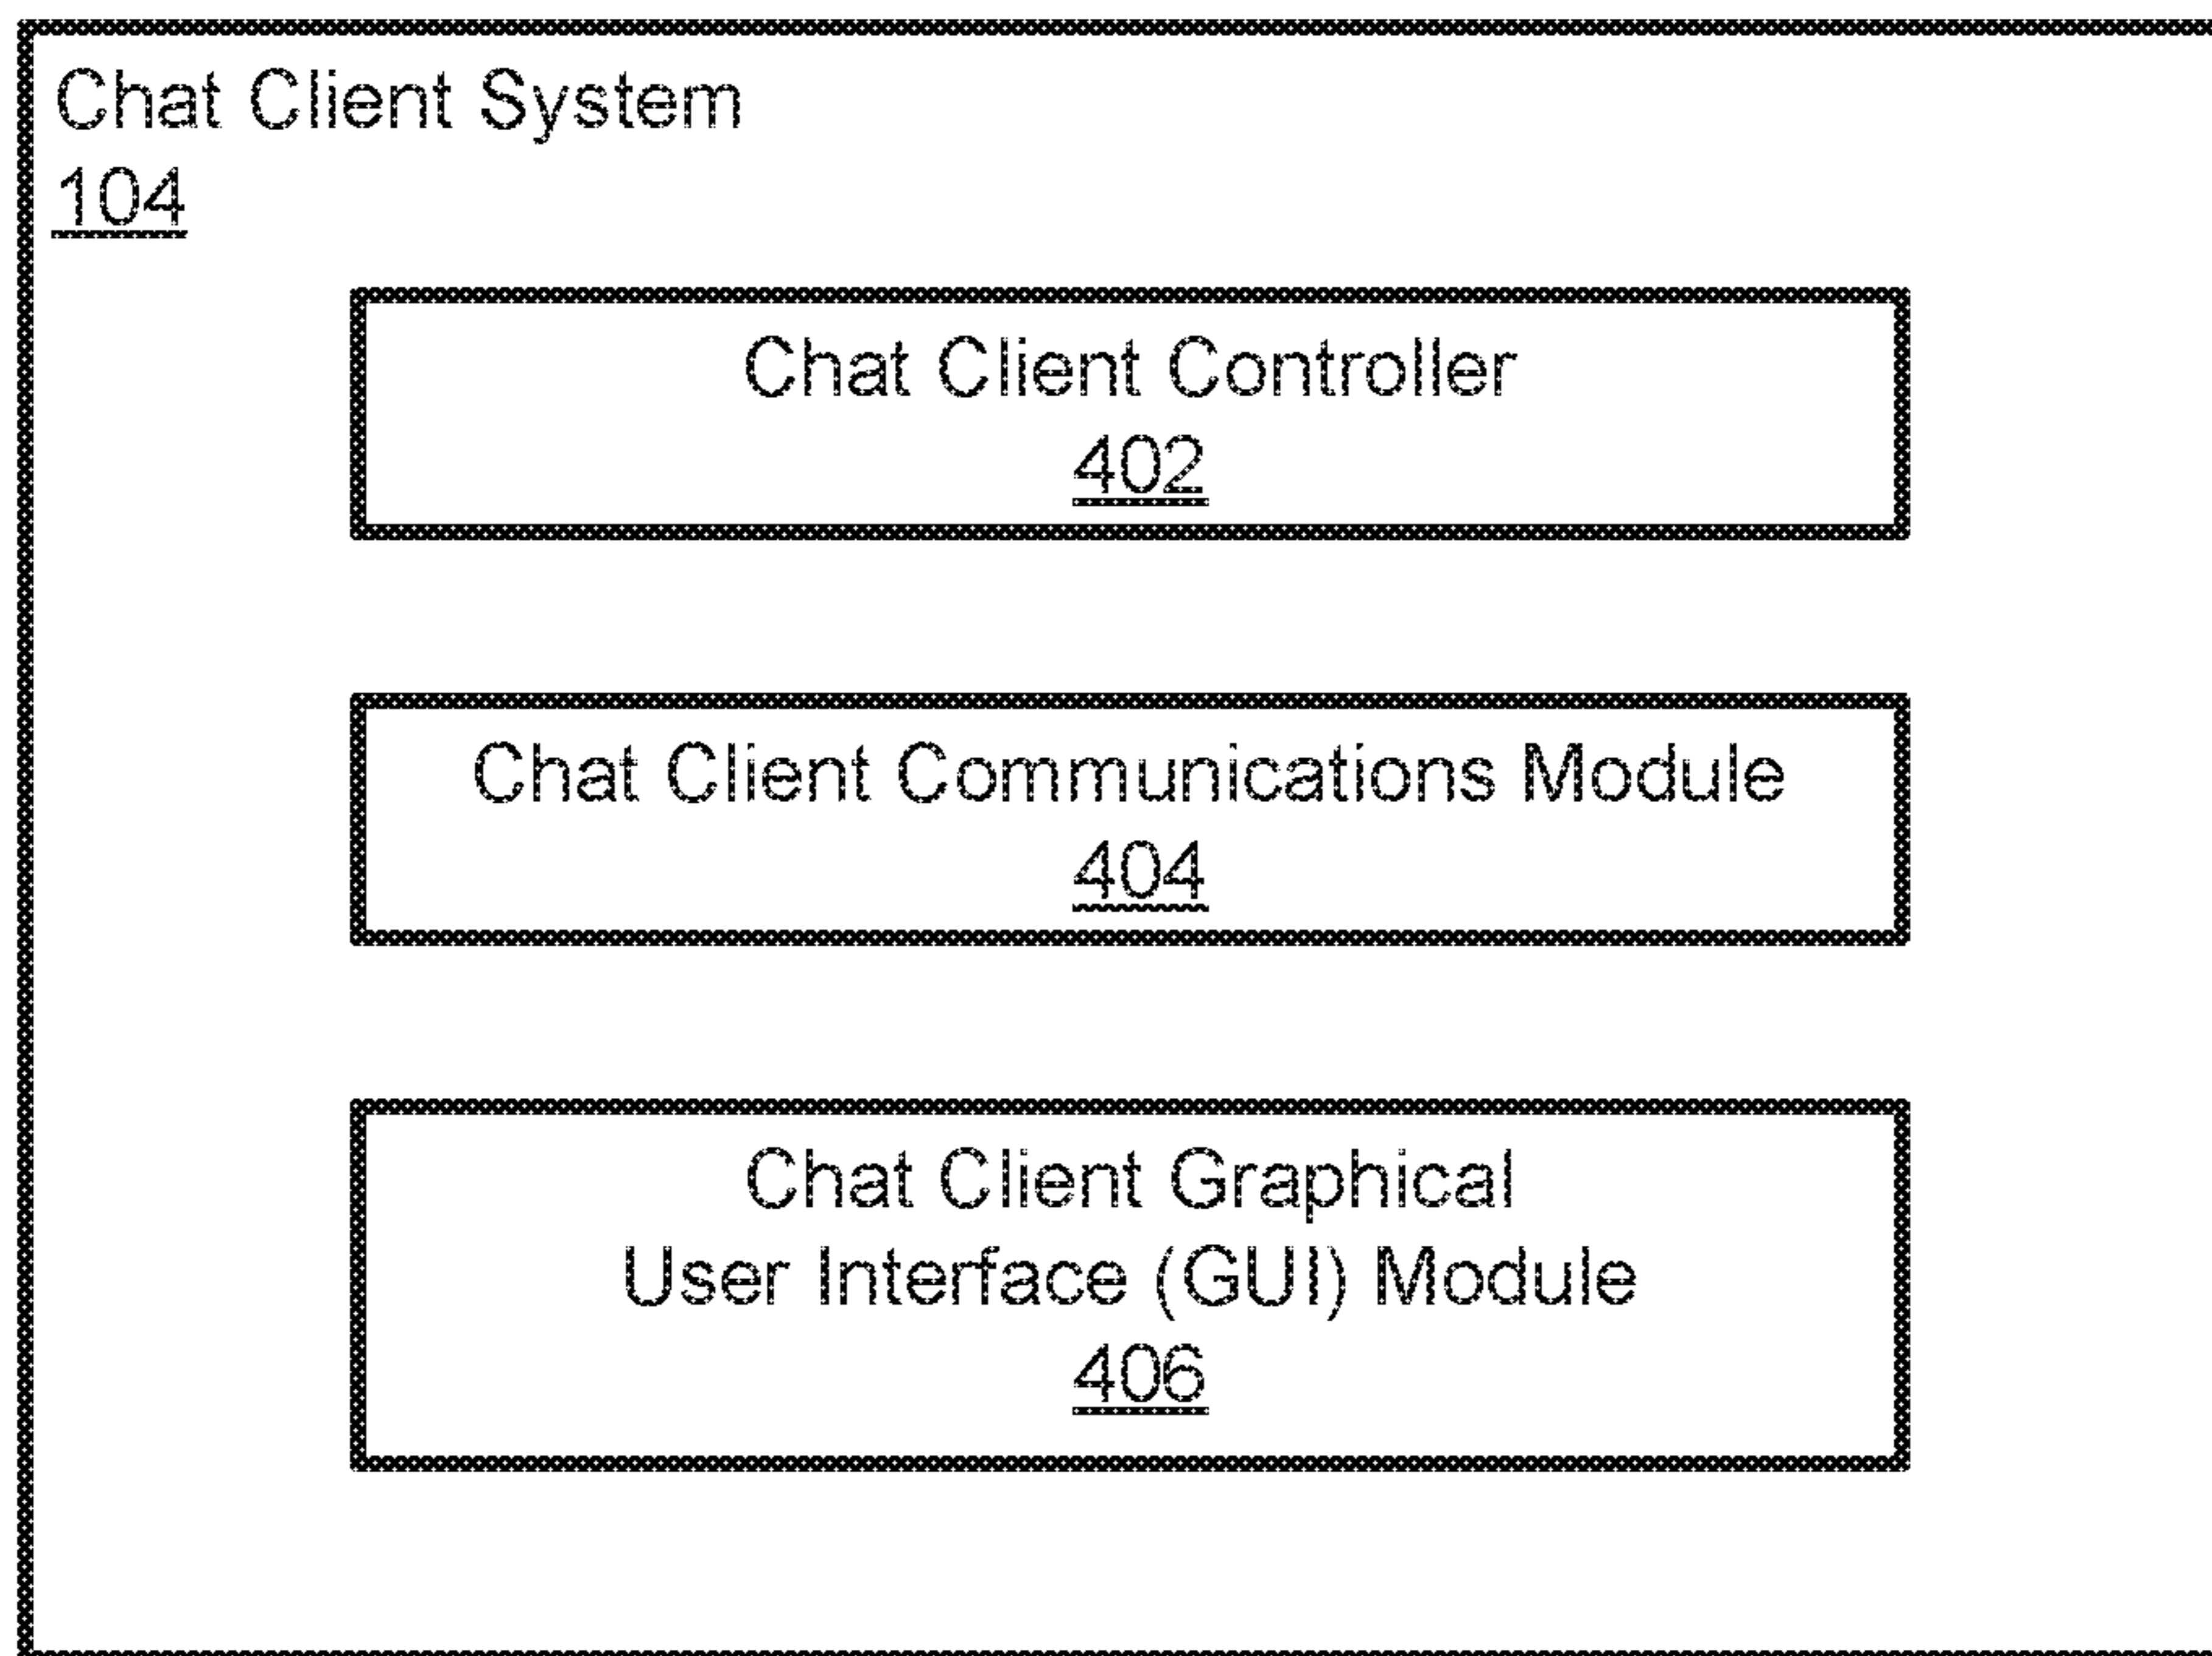 Chat Client System
104
Chat Client Controller
402
Chat Client Communications Module
404
Chat Client Graphical
User Interface (GUI) Module
406